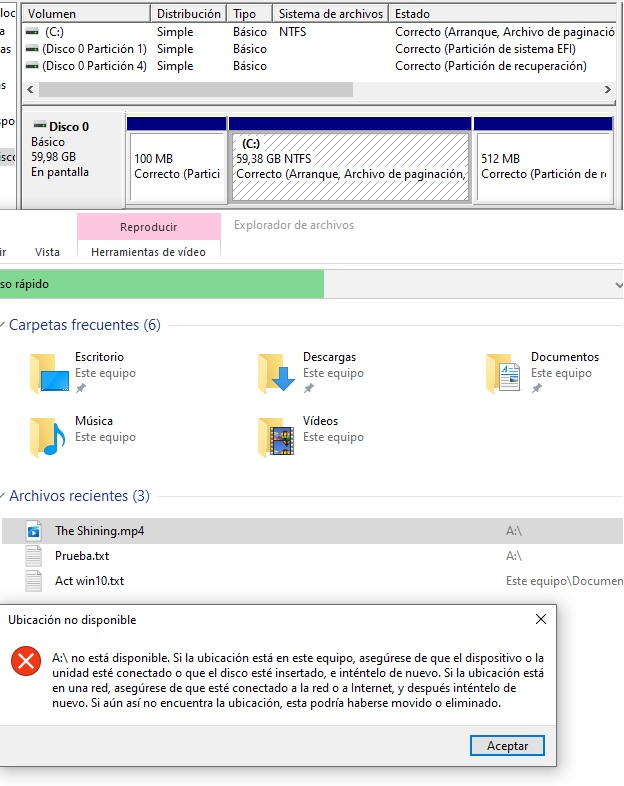 loc
Volumen Distribución Tipo Sistema de archivos Estado
a
(C:) Simple Básico NTFS Correcto (Arranque, Archivo de paginació
as
(Disco 0 Partición 1) Simple Básico Correcto (Partición de sistema EFI)
(Disco 0 Partición 4) Simple Básico Correcto (Partición de recuperación)
s
spo
isco
Disco 0
Básico
59,98 GB
En pantalla
100 MB
Correcto (Partici
(C:)
59,38 GB NTFS
Correcto (Arranque, Archivo de paginación,
512 MB
Correcto (Partición de r
Reproducir Explorador de archivos
ir Vista Herramientas de vídeo
so rápido
Carpetas frecuentes (6)
Escritorio Descargas Documentos
Este equipo Este equipo Este equipo
Música Vídeos
Este equipo Este equipo
Archivos recientes (3)
The Shining.mp4 A:\
Prueba.txt A:\
Act win10.txt Este equipo\Documen
Ubicación no disponible
A:\ no está disponible. Si la ubicación está en este equipo, asegúrese de que el dispositivo o la
unidad esté conectado o que el disco esté insertado, e inténtelo de nuevo. Si la ubicación está
en una red, asegúrese de que esté conectado a la red o a Internet, y después inténtelo de
nuevo. Si aún así no encuentra la ubicación, esta podría haberse movido o eliminado.
Aceptar